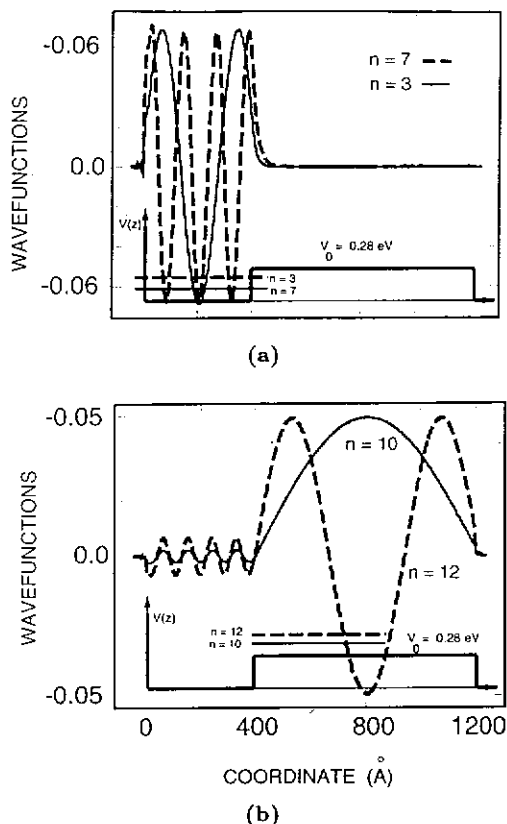 -0.06
0.0
-0.06
WAVEFUNCTIONS
n = 7
n = 3
V(z)
V0 = 0.28 eV
n = 3
n = 7
(a)
-0.05
0.0
-0.05
WAVEFUNCTIONS
n = 10
n = 12
V(z)
n = 12
n = 10
V0 = 0.28 eV
0 400 800 1200
COORDINATE (Å)
(b)